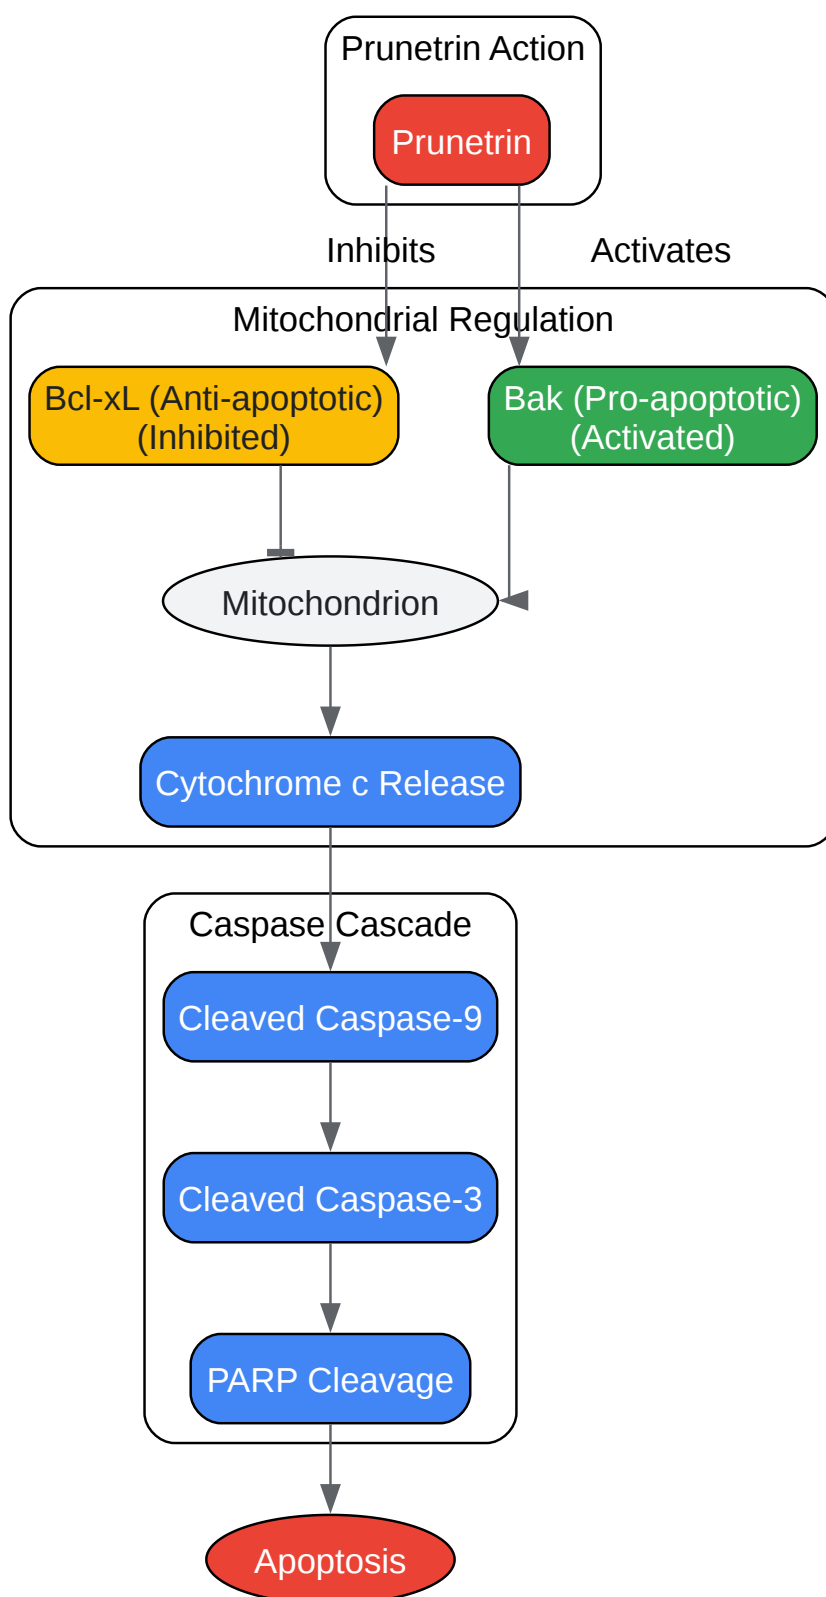 Prunetrin Action
Prunetrin
Inhibits
Activates
Mitochondrial Regulation
Bcl-xL (Anti-apoptotic)
(Inhibited)
Bak (Pro-apoptotic)
(Activated)
Mitochondrion
Cytochrome c Release
Caspase Cascade
Cleaved Caspase-9
Cleaved Caspase-3
PARP Cleavage
Apoptosis